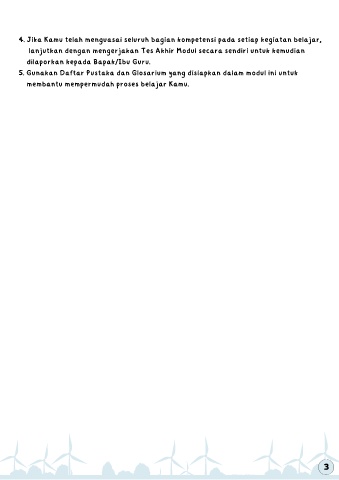 4. Jika Kamu telah menguasai seluruh bagian kompetensi pada setiap kegiatan belajar,
lanjutkan dengan mengerjakan Tes Akhir Modul secara sendiri untuk kemudian
dilaporkan kepada Bapak/Ibu Guru.
5. Gunakan Daftar Pustaka dan Glosarium yang disiapkan dalam modul ini untuk
membantu mempermudah proses belajar Kamu.
3